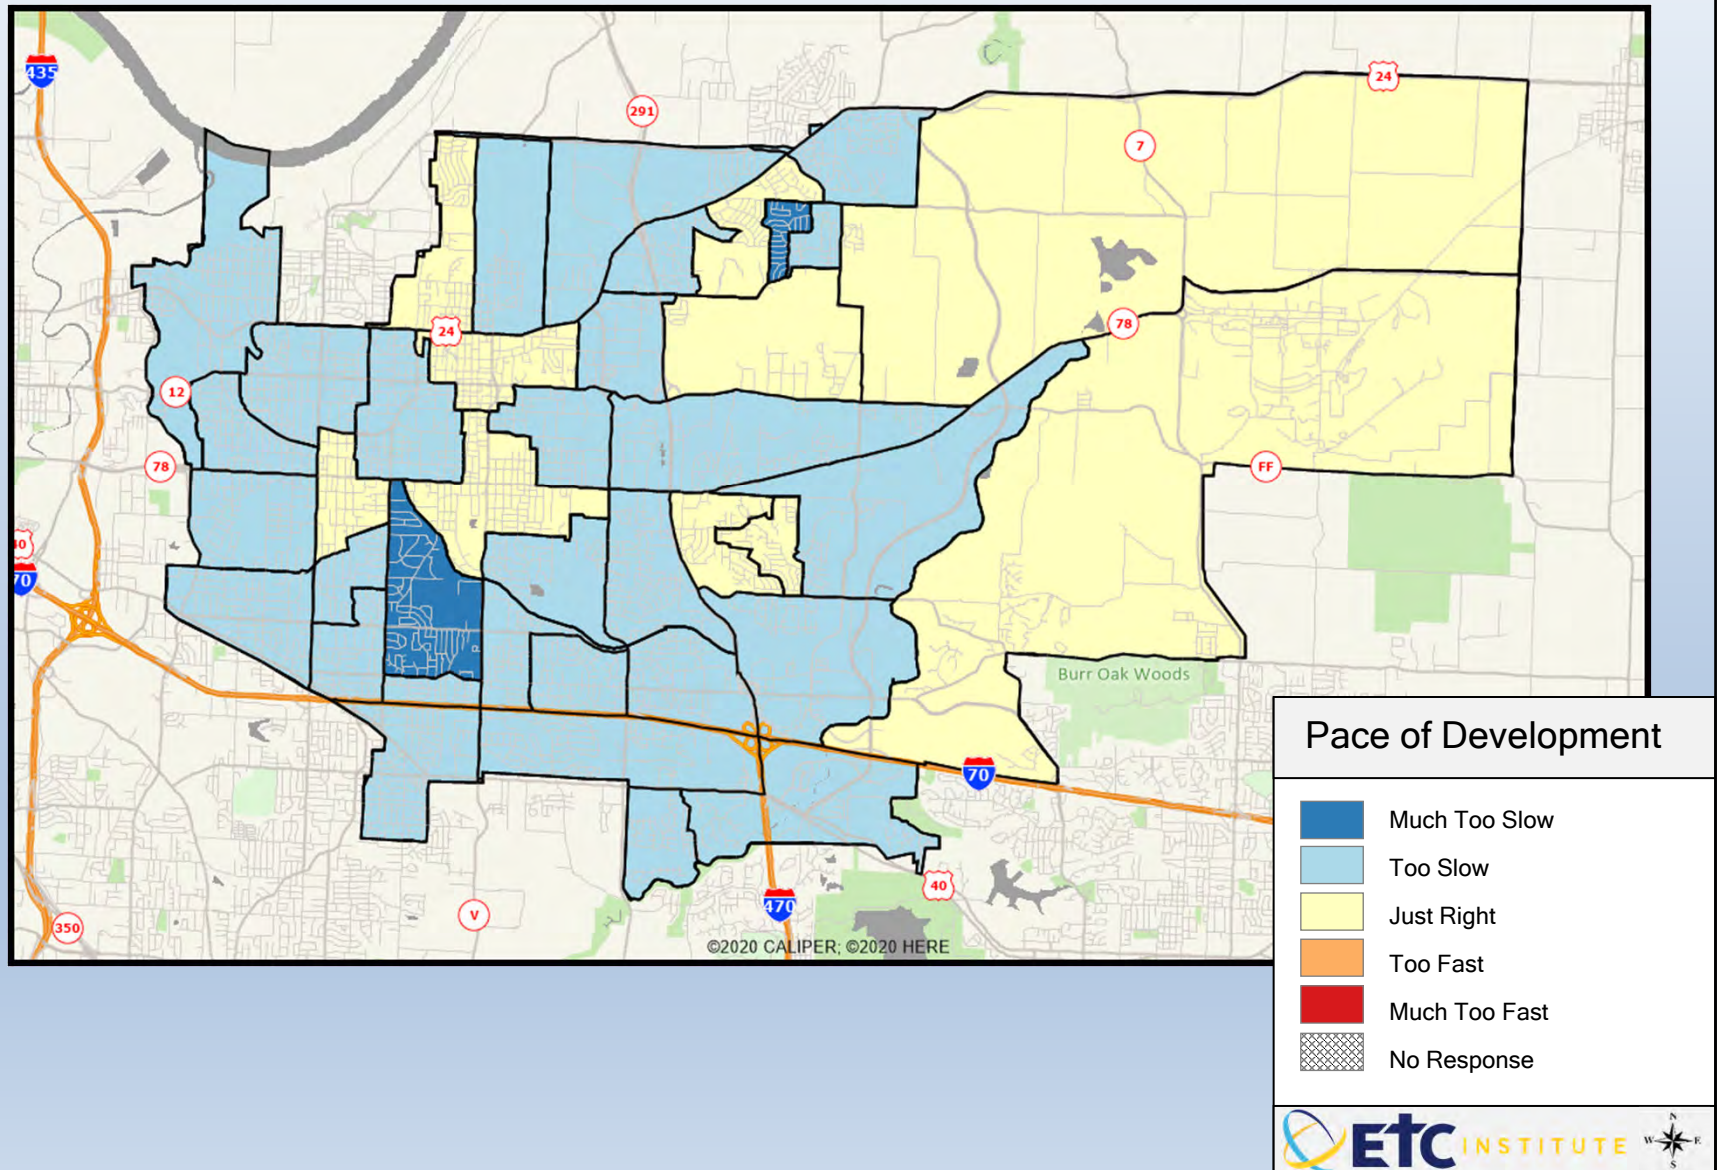 435
24
291
7
24
78
12
78
FF
40
70
Burr Oak Woods
70
40
V
470
350
©2020 CALIPER; ©2020 HERE
Pace of Development
Much Too Slow
Too Slow
Just Right
Too Fast
Much Too Fast
No Response
ETC INSTITUTE
N
W E
S